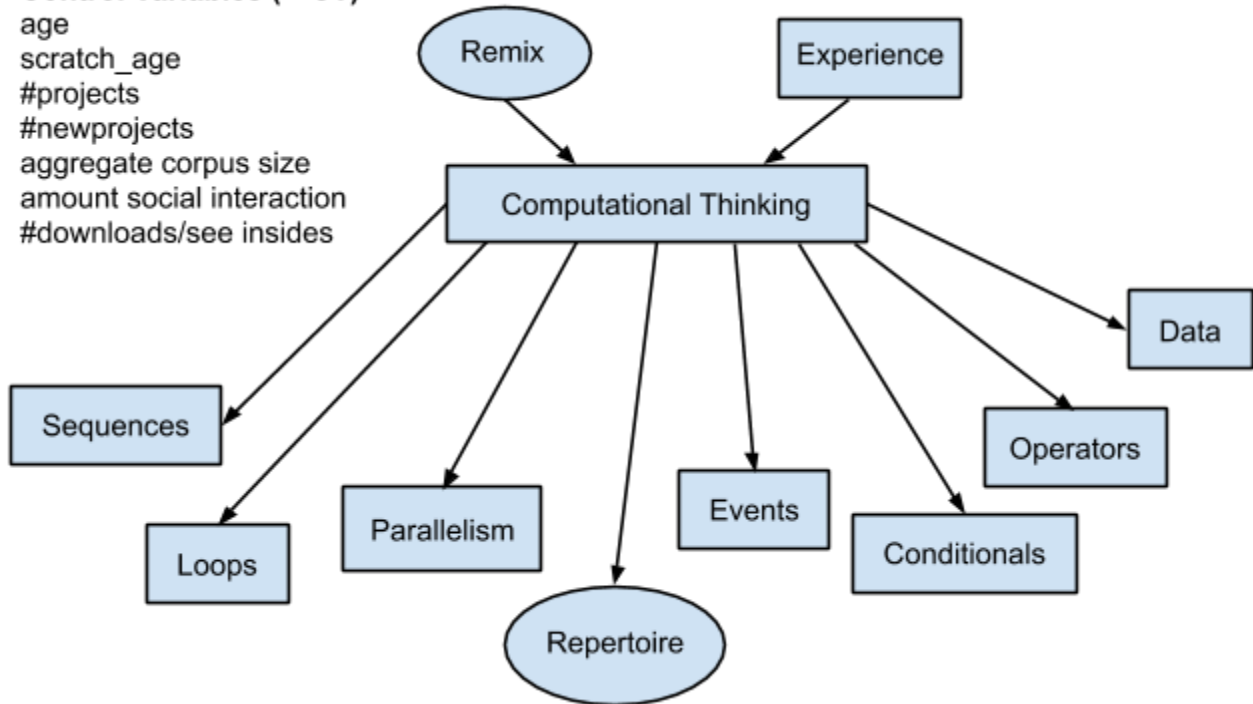 age
scratch_age
#projects
#newprojects
aggregate corpus size
amount social interaction
#downloads/see insides
Remix
Experience
Computational Thinking
Data
Sequences
Operators
Events
Parallelism
Conditionals
Loops
Repertoire